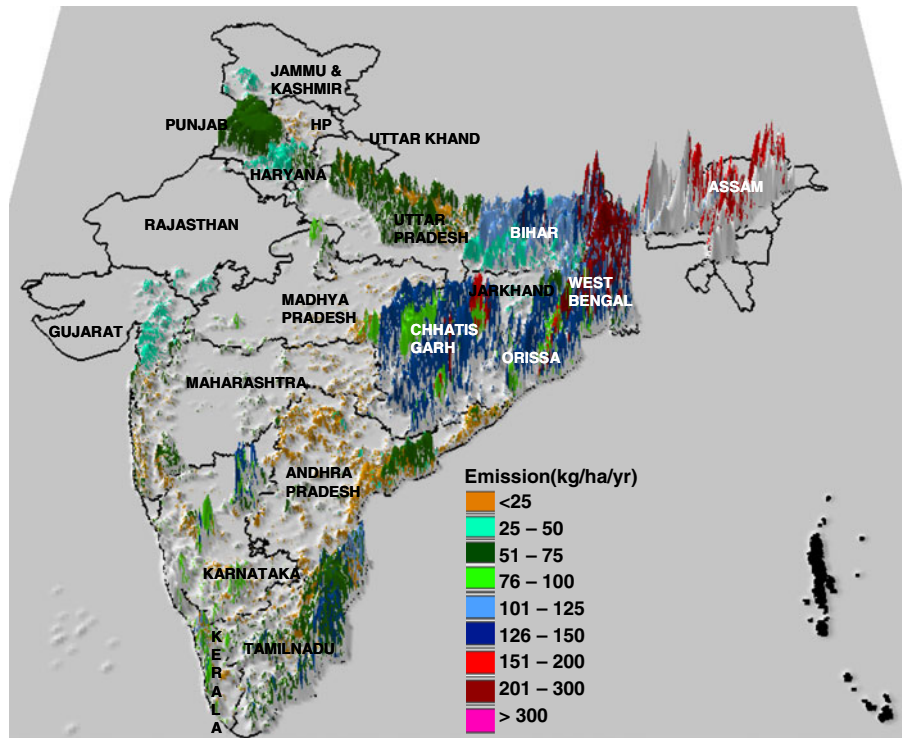 JAMMU &
KASHMIR
PUNJAB
HP
UTTAR KHAND
HARYANA
ASSAM
RAJASTHAN
UTTAR
PRADESH
BIHAR
JARKHAND
WEST
BENGAL
MADHYA
PRADESH
GUJARAT
CHHATIS
GARH
ORISSA
MAHARASHTRA
ANDHRA
PRADESH
KARNATAKA
TAMILNADU
K
E
R
A
L
A
Emission(kg/ha/yr)
<25
25 – 50
51 – 75
76 – 100
101 – 125
126 – 150
151 – 200
201 – 300
> 300